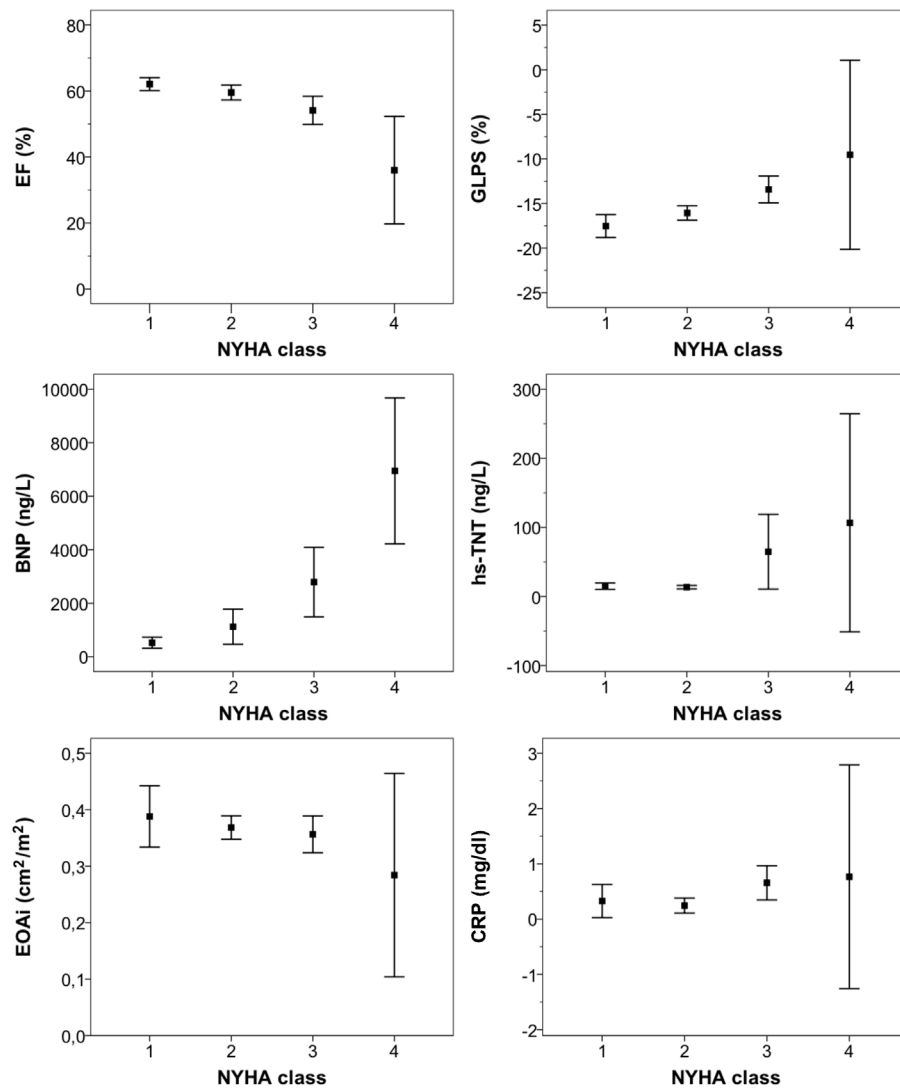 EF (%)
80
60
40
20
0
1 2 3 4
NYHA class
GLPS (%)
5
0
-5
-10
-15
-20
-25
1 2 3 4
NYHA class
BNP (ng/L)
10000
8000
6000
4000
2000
0
1 2 3 4
NYHA class
hs-TNT (ng/L)
300
200
100
0
-100
1 2 3 4
NYHA class
EOAi (cm²/m²)
0,5
0,4
0,3
0,2
0,1
0,0
1 2 3 4
NYHA class
CRP (mg/dl)
3
2
1
0
-1
-2
1 2 3 4
NYHA class